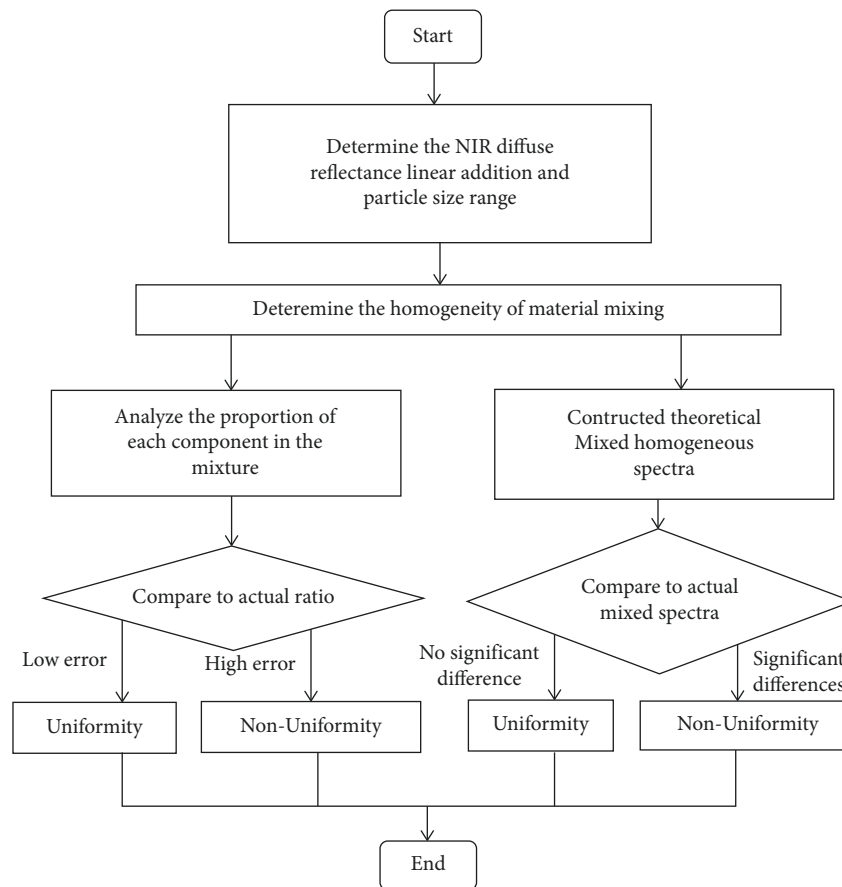 Start
Determine the NIR diffuse
reflectance linear addition and
particle size range
Deteremine the homogeneity of material mixing
Analyze the proportion of
each component in the
mixture
Contructed theoretical
Mixed homogeneous
spectra
Compare to actual ratio
Compare to actual
mixed spectra
Low error
High error
No significant
difference
Significant
differences
Uniformity
Non-Uniformity
Uniformity
Non-Uniformity
End